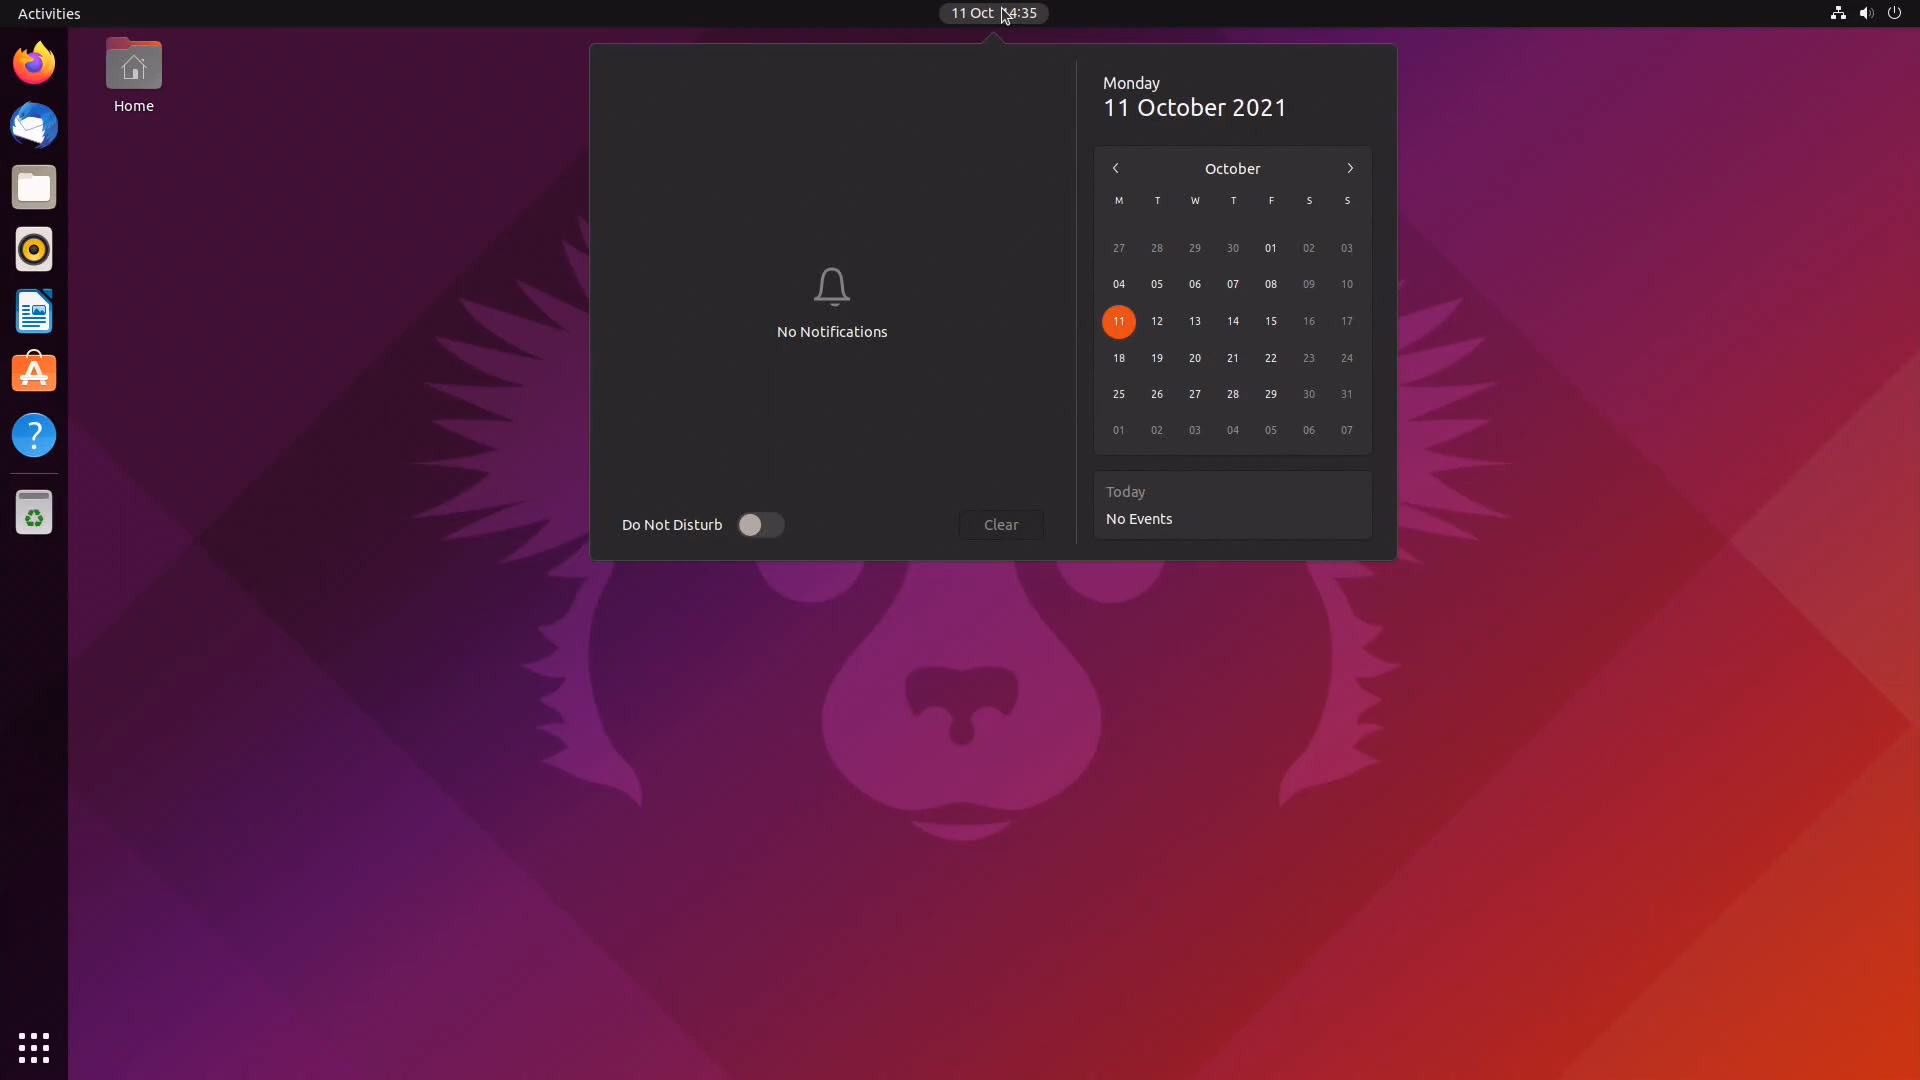 Activities
11 Oct 14:35
Home
Monday
11 October 2021
October
M T W T F S S
27 28 29 30 01 02 03
04 05 06 07 08 09 10
11 12 13 14 15 16 17
18 19 20 21 22 23 24
25 26 27 28 29 30 31
01 02 03 04 05 06 07
No Notifications
Today
No Events
Do Not Disturb
Clear